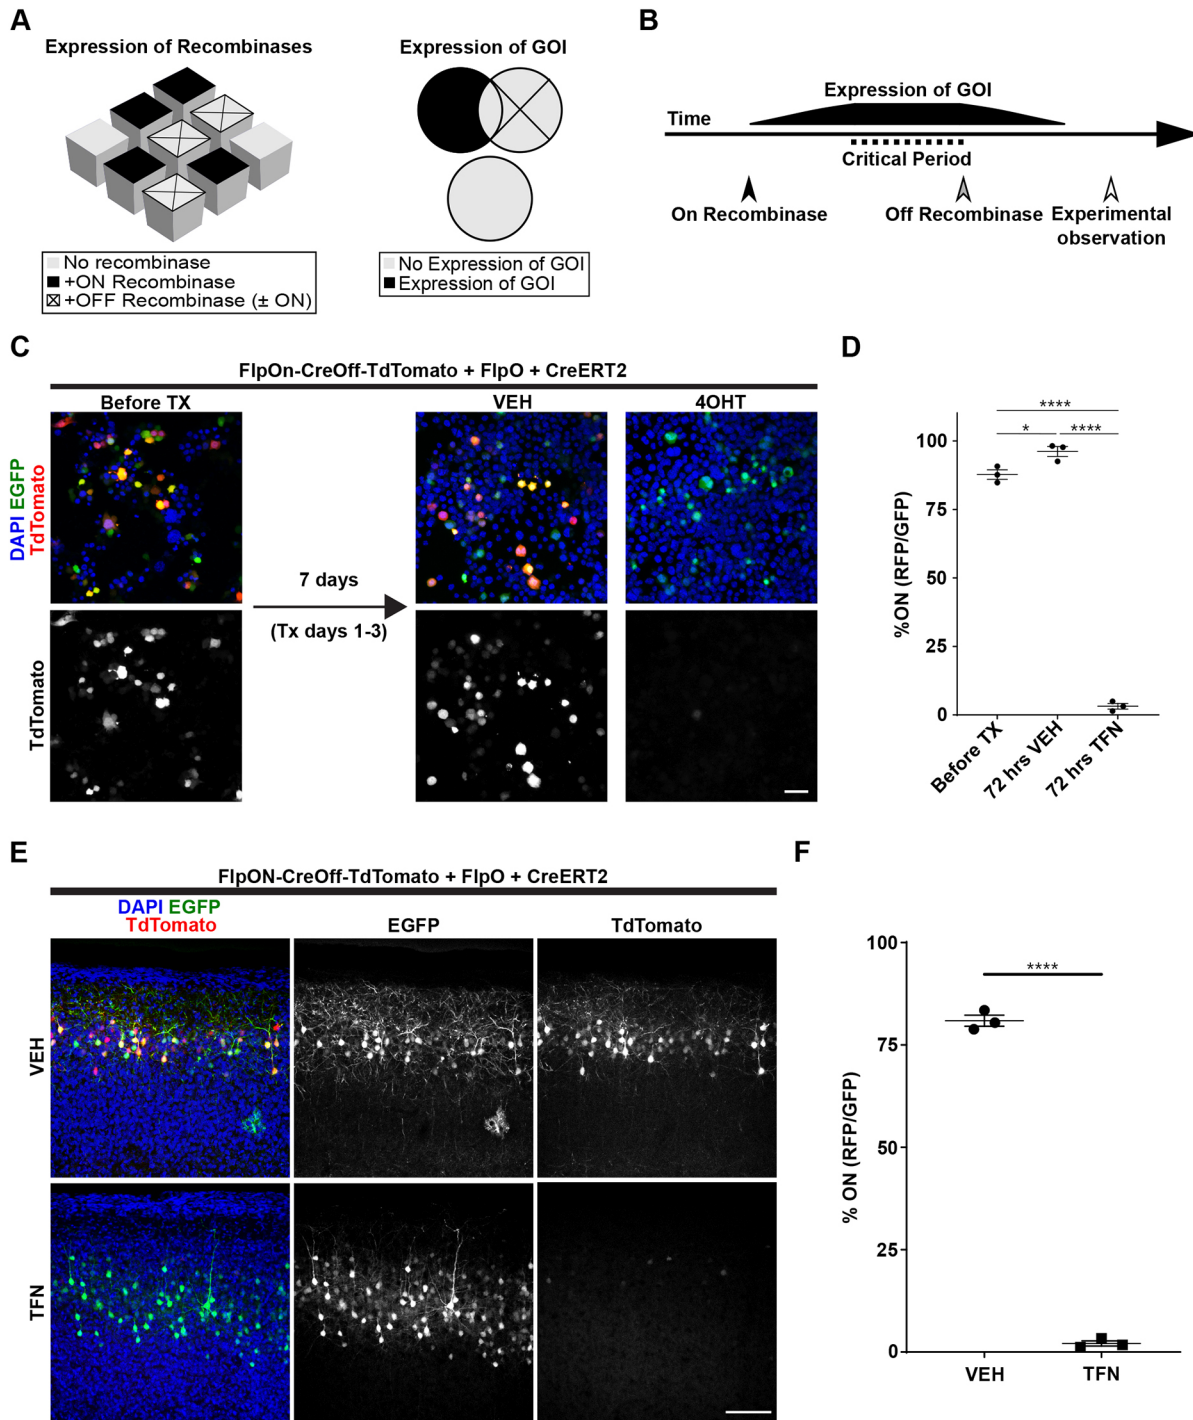 A
Expression of Recombinases
Expression of GOI
No recombinase
+ON Recombinase
+OFF Recombinase (± ON)
No Expression of GOI
Expression of GOI
B
Expression of GOI
Time
Critical Period
On Recombinase
Off Recombinase
Experimental
observation
C
FlpOn-CreOff-TdTomato + FlpO + CreERT2
Before TX
VEH
4OHT
DAPI EGFP
TdTomato
TdTomato
7 days
(Tx days 1-3)
D
%ON (RFP/GFP)
100
75
50
25
0
****
*
****
Before TX
72 hrs VEH
72 hrs TFN
E
FlpON-CreOff-TdTomato + FlpO + CreERT2
DAPI EGFP
TdTomato
EGFP
TdTomato
VEH
TFN
F
% ON (RFP/GFP)
100
75
50
25
0
****
VEH
TFN